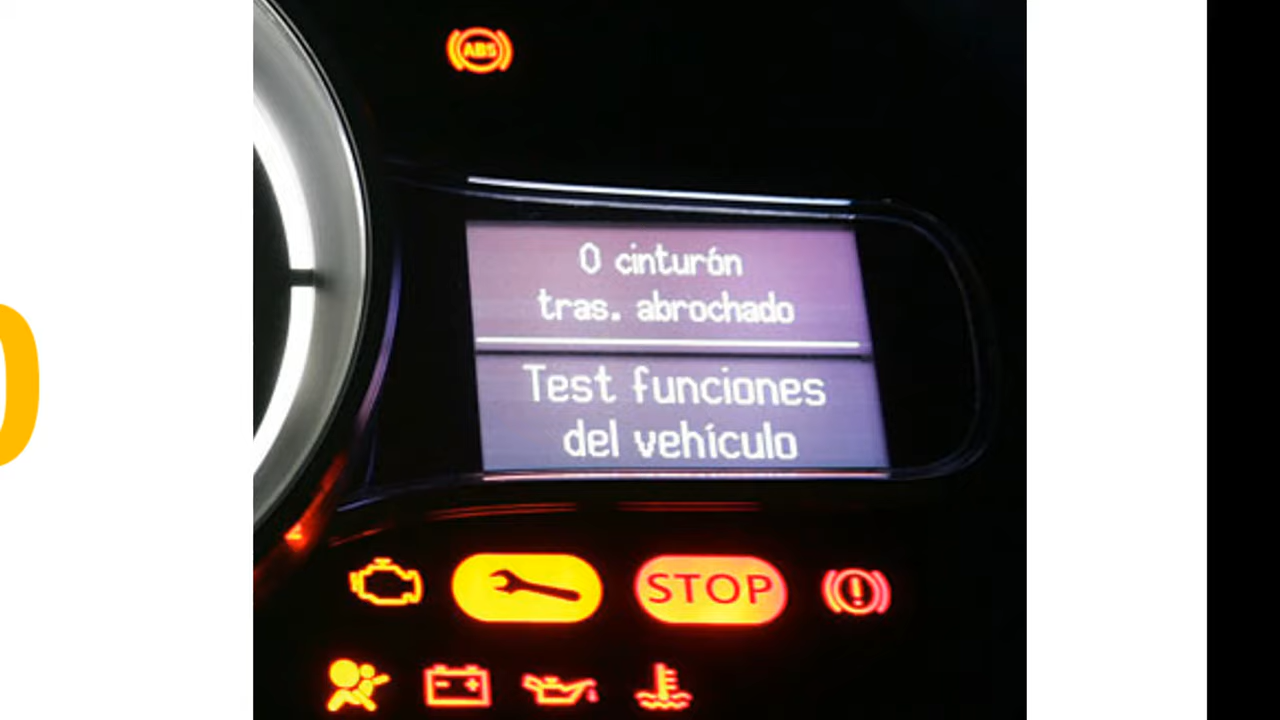 ABS
0 cinturón
tras. abrochado
Test funciones
del vehículo
STOP